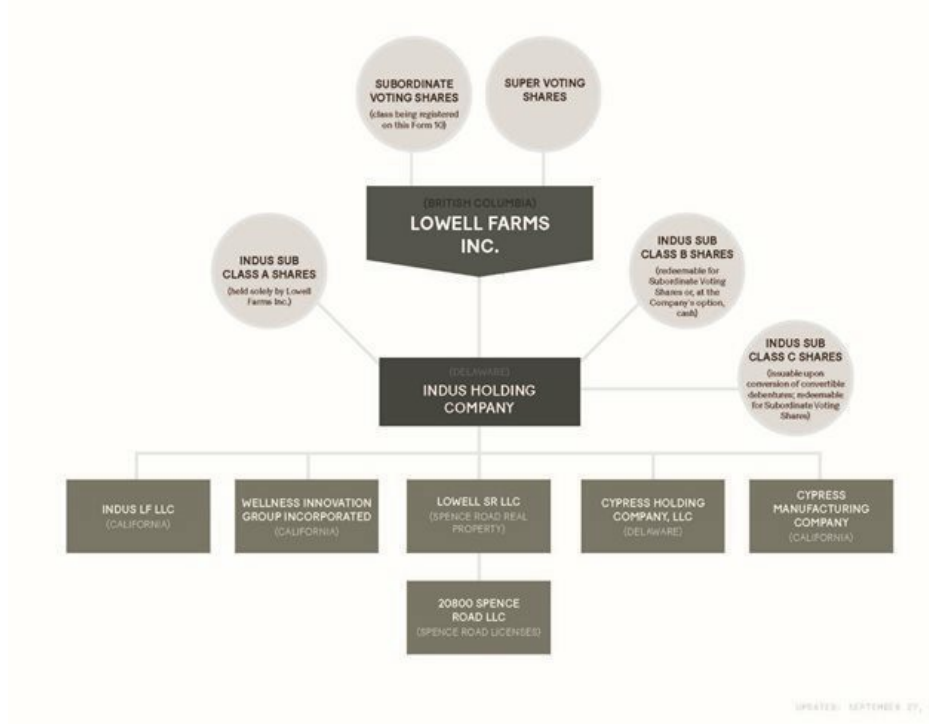 SUBORDINATE
VOTING SHARES
(class being registered
on this Form 10)
SUPER VOTING
SHARES
(BRITISH COLUMBIA)
LOWELL FARMS
INC.
INDUS SUB
CLASS A SHARES
(held solely by Lowell
Farms Inc.)
INDUS SUB
CLASS B SHARES
(redeemable for
Subordinate Voting
Shares or, at the
Company's option,
cash)
INDUS SUB
CLASS C SHARES
(issuable upon
conversion of convertible
debentures; redeemable
for Subordinate Voting
Shares)
(DELAWARE)
INDUS HOLDING
COMPANY
INDUS LF LLC
(CALIFORNIA)
WELLNESS INNOVATION
GROUP INCORPORATED
(CALIFORNIA)
LOWELL SR LLC
(SPENCE ROAD REAL
PROPERTY)
CYPRESS HOLDING
COMPANY, LLC
(DELAWARE)
CYPRESS
MANUFACTURING
COMPANY
(CALIFORNIA)
20800 SPENCE
ROAD LLC
(SPENCE ROAD LICENSES)
UPDATED: SEPTEMBER 27,